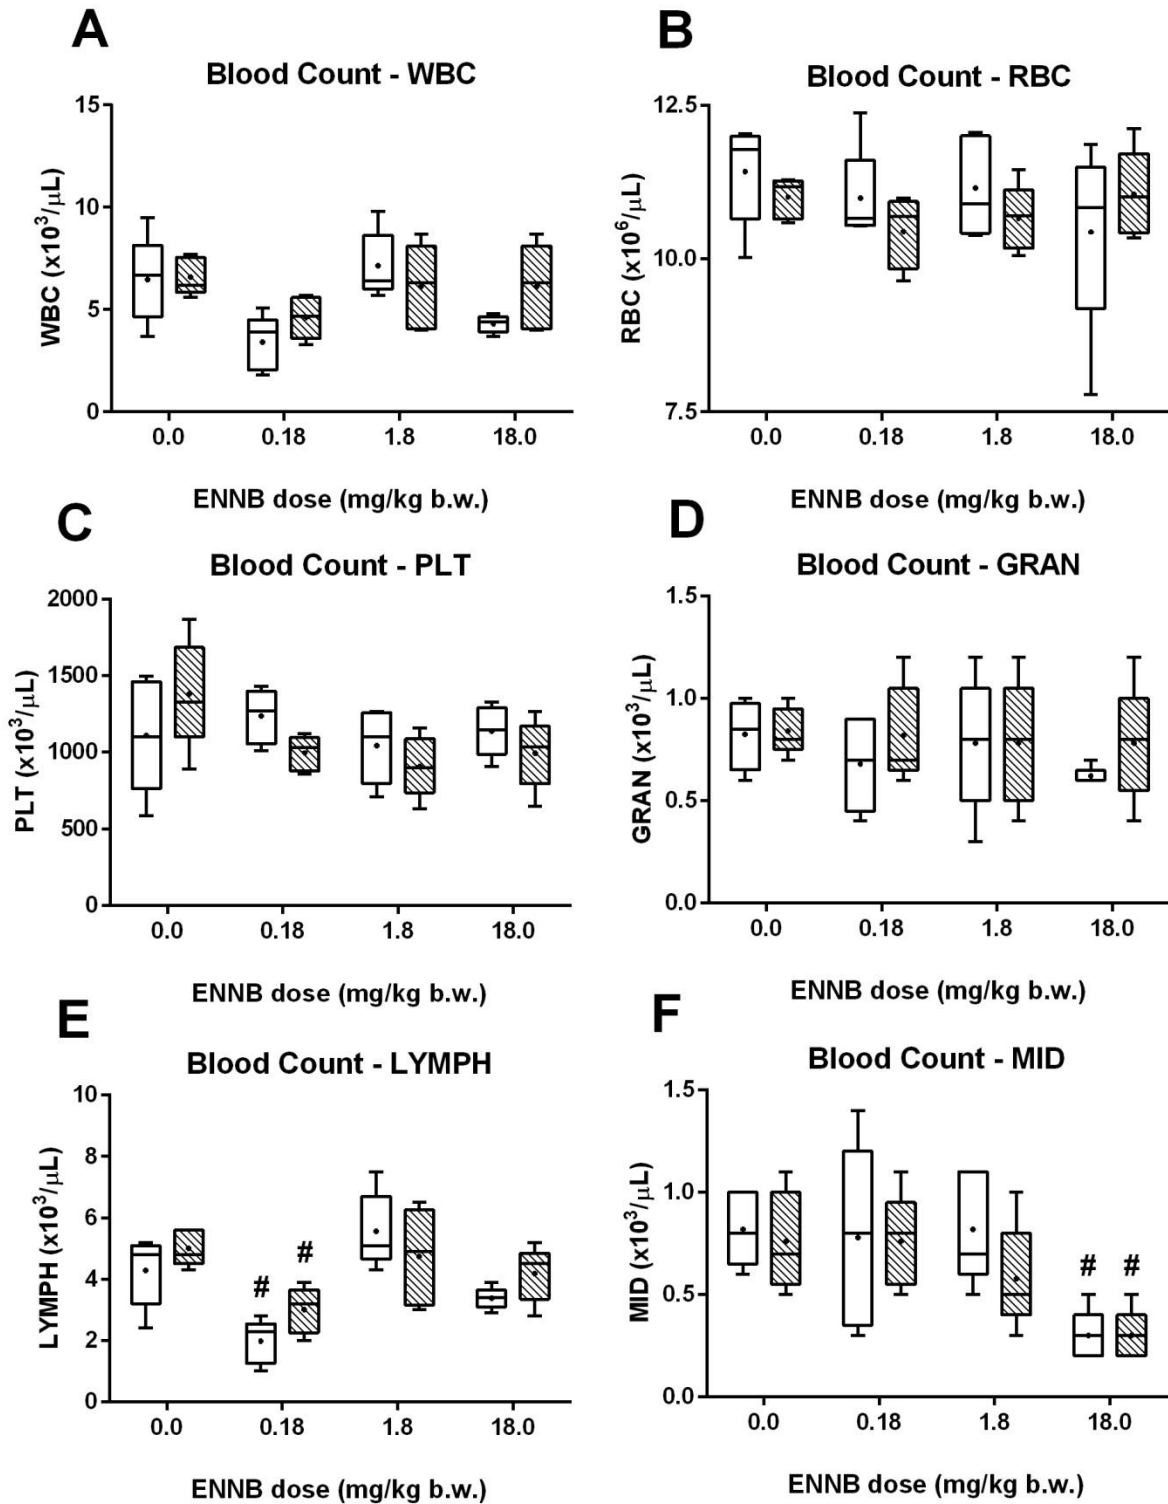 A
Blood Count - WBC
WBC (x10³/μL)
15
10
5
0
0.0 0.18 1.8 18.0
ENNB dose (mg/kg b.w.)
B
Blood Count - RBC
RBC (x10⁶/μL)
12.5
10.0
7.5
0.0 0.18 1.8 18.0
ENNB dose (mg/kg b.w.)
C
Blood Count - PLT
PLT (x10³/μL)
2000
1500
1000
500
0
0.0 0.18 1.8 18.0
ENNB dose (mg/kg b.w.)
D
Blood Count - GRAN
GRAN (x10³/μL)
1.5
1.0
0.5
0.0
0.0 0.18 1.8 18.0
ENNB dose (mg/kg b.w.)
E
Blood Count - LYMPH
LYMPH (x10³/μL)
10
8
6
4
2
0
# #
0.0 0.18 1.8 18.0
ENNB dose (mg/kg b.w.)
F
Blood Count - MID
MID (x10³/μL)
1.5
1.0
0.5
0.0
# #
0.0 0.18 1.8 18.0
ENNB dose (mg/kg b.w.)